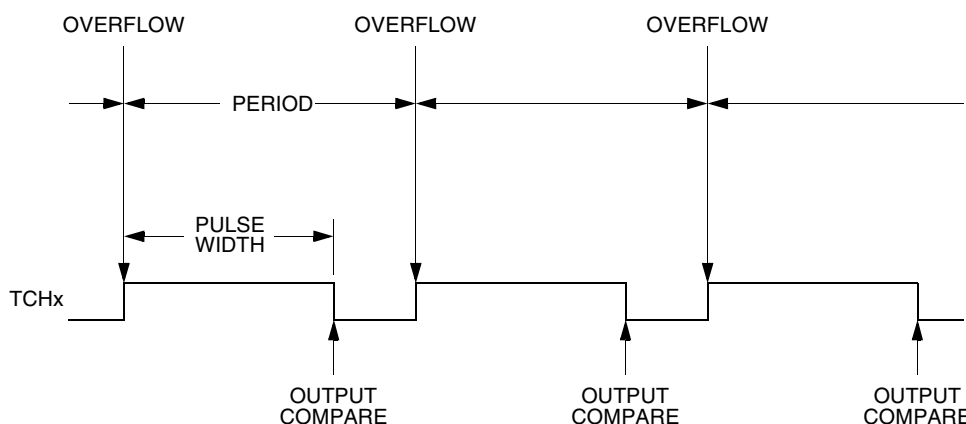 OVERFLOW OVERFLOW OVERFLOW
PERIOD
PULSE
WIDTH
TCHx
OUTPUT
COMPARE
OUTPUT
COMPARE
OUTPUT
COMPARE